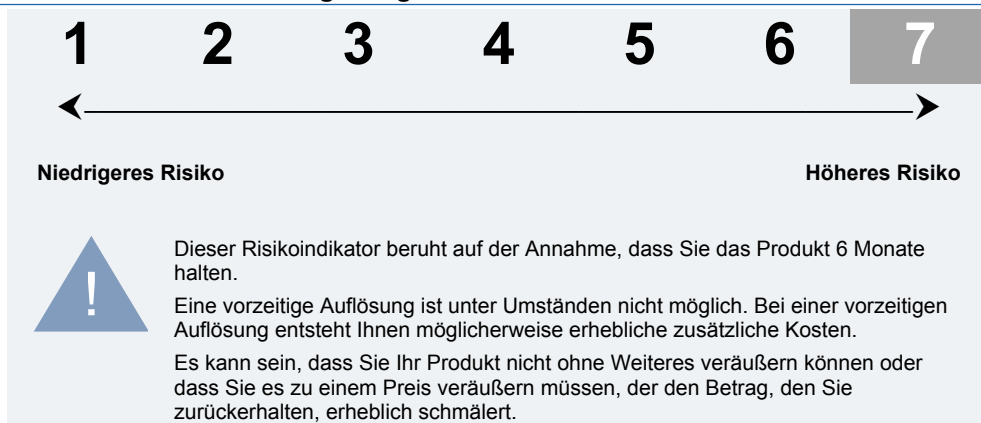 1 2 3 4 5 6 7
Niedrigeres Risiko Höheres Risiko
!
Dieser Risikoindikator beruht auf der Annahme, dass Sie das Produkt 6 Monate
halten.
Eine vorzeitige Auflösung ist unter Umständen nicht möglich. Bei einer vorzeitigen
Auflösung entsteht Ihnen möglicherweise erhebliche zusätzliche Kosten.
Es kann sein, dass Sie Ihr Produkt nicht ohne Weiteres veräußern können oder
dass Sie es zu einem Preis veräußern müssen, der den Betrag, den Sie
zurückerhalten, erheblich schmälert.